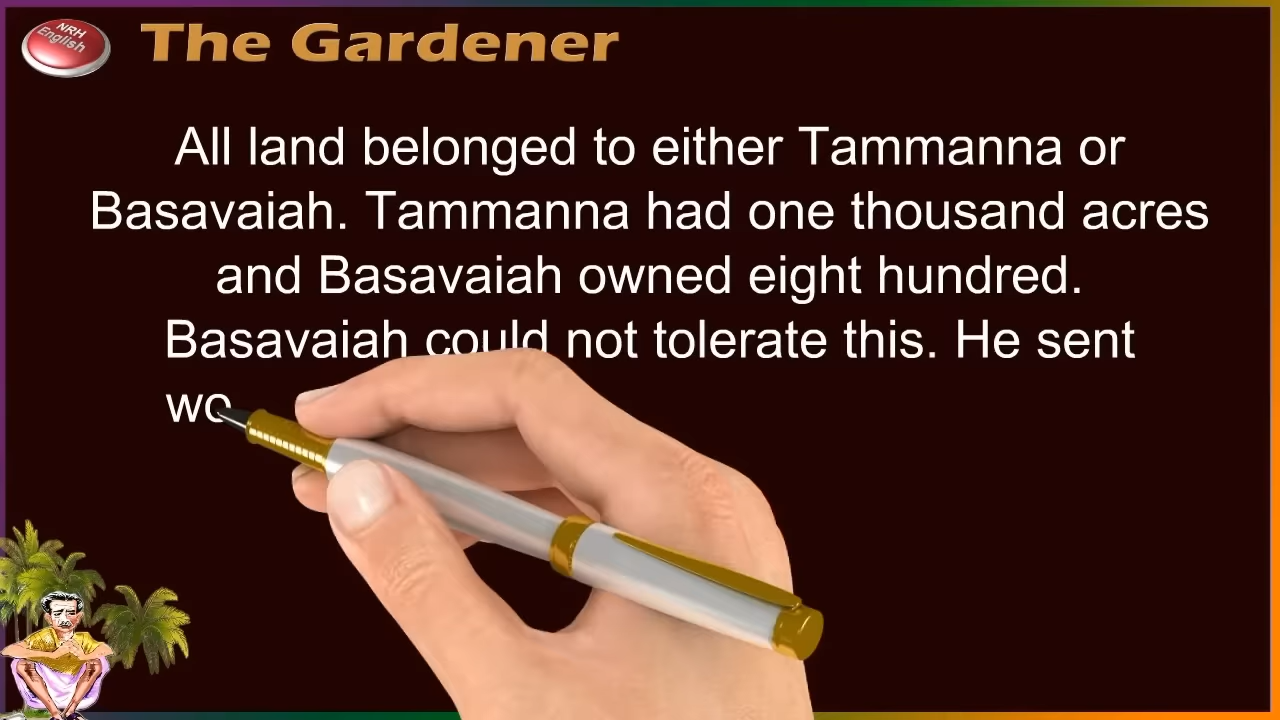 NRH
English
The Gardener
All land belonged to either Tammanna or
Basavaiah. Tammanna had one thousand acres
and Basavaiah owned eight hundred.
Basavaiah could not tolerate this. He sent
wo